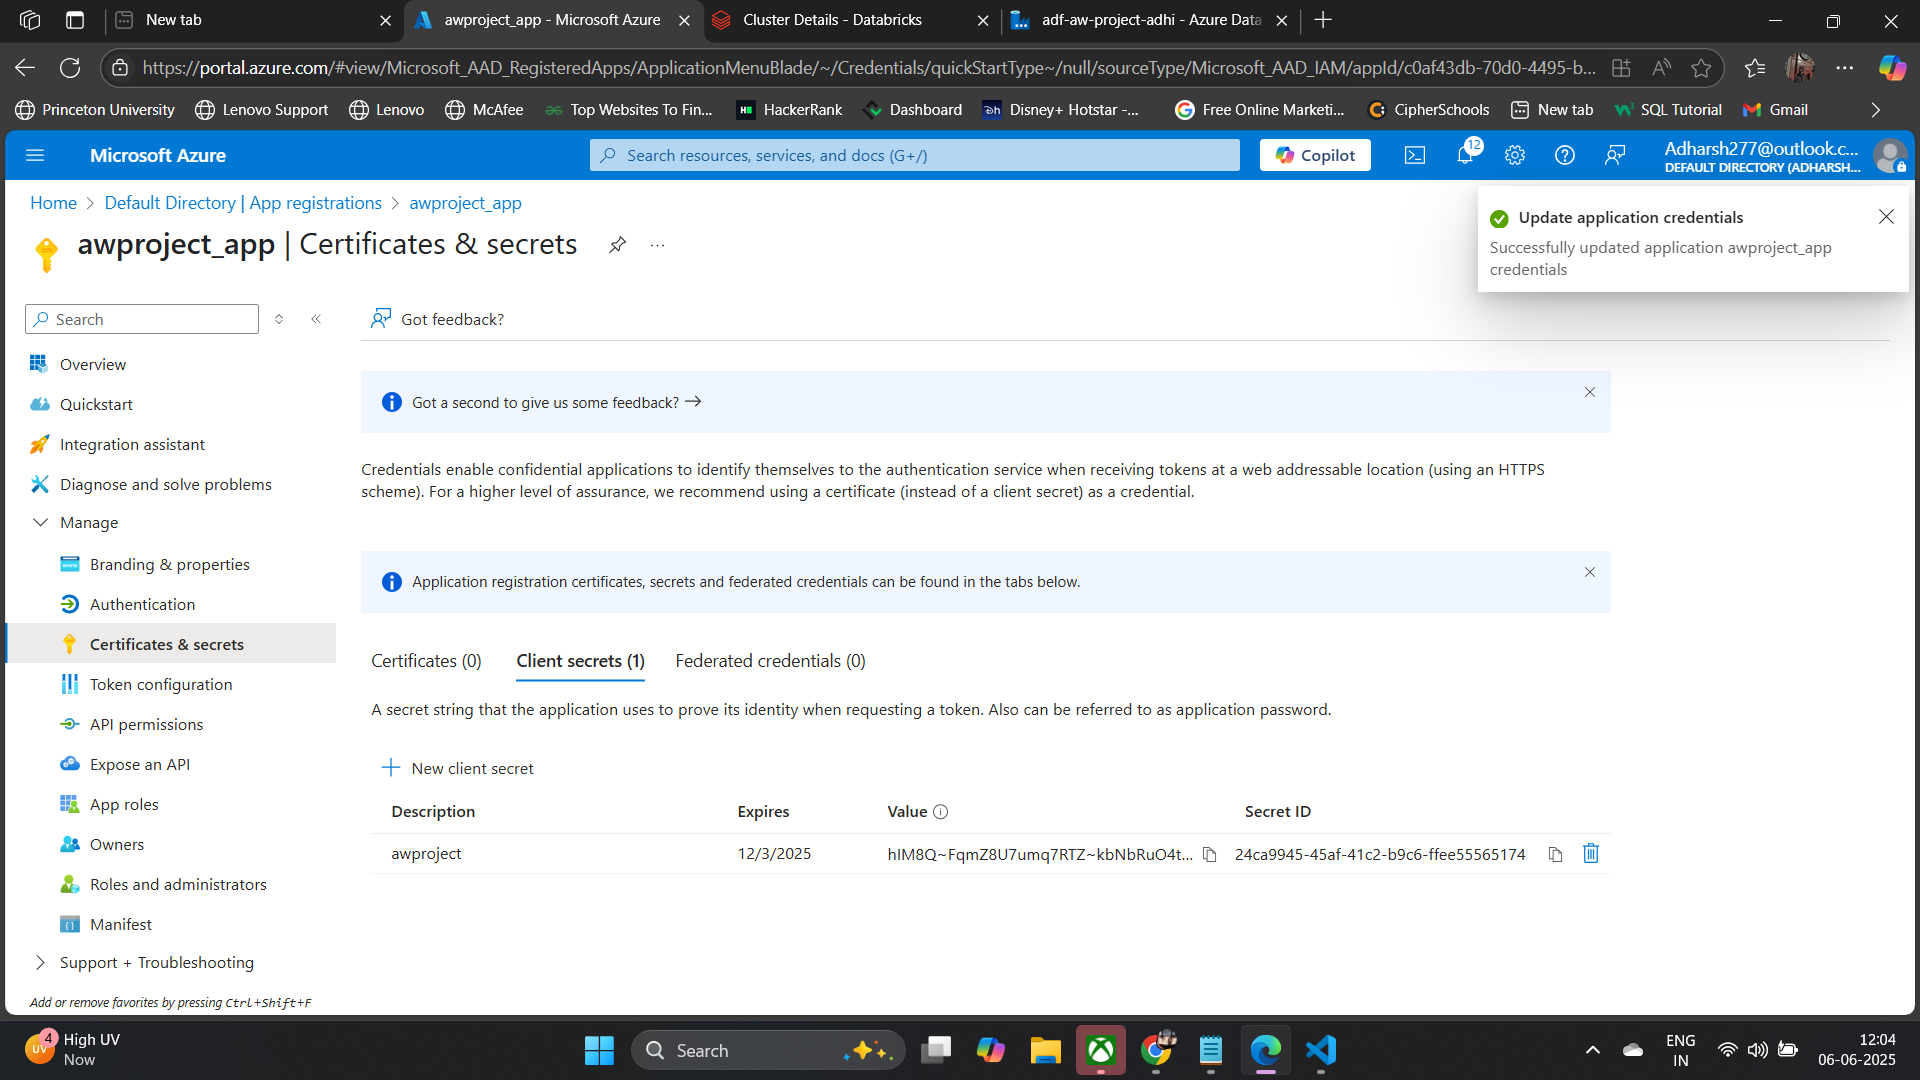 New tab
awproject_app - Microsoft Azure
Cluster Details - Databricks
adf-aw-project-adhi - Azure Data
https://portal.azure.com/#view/Microsoft_AAD_RegisteredApps/ApplicationMenuBlade/~/Credentials/quickStartType~/null/sourceType/Microsoft_AAD_IAM/appId/c0af43db-70d0-4495-b...
Princeton University
Lenovo Support
Lenovo
McAfee
Top Websites To Fin...
HackerRank
Dashboard
Disney+ Hotstar -...
Free Online Marketi...
CipherSchools
New tab
SQL Tutorial
Gmail
Microsoft Azure
Search resources, services, and docs (G+/)
Copilot
12
Adharsh277@outlook.c...
DEFAULT DIRECTORY (ADHARSH...
Home > Default Directory | App registrations > awproject_app
awproject_app | Certificates & secrets
...
Update application credentials
Successfully updated application awproject_app
credentials
Search
Got feedback?
Overview
Quickstart
Integration assistant
Diagnose and solve problems
Manage
Branding & properties
Authentication
Certificates & secrets
Token configuration
API permissions
Expose an API
App roles
Owners
Roles and administrators
Manifest
Support + Troubleshooting
Add or remove favorites by pressing Ctrl+Shift+F
Got a second to give us some feedback?
Credentials enable confidential applications to identify themselves to the authentication service when receiving tokens at a web addressable location (using an HTTPS
scheme). For a higher level of assurance, we recommend using a certificate (instead of a client secret) as a credential.
Application registration certificates, secrets and federated credentials can be found in the tabs below.
Certificates (0)
Client secrets (1)
Federated credentials (0)
A secret string that the application uses to prove its identity when requesting a token. Also can be referred to as application password.
New client secret
Description
Expires
Value
Secret ID
awproject
12/3/2025
hIM8Q~FqmZ8U7umq7RTZ~kbNbRuO4t...
24ca9945-45af-41c2-b9c6-ffee55565174
4
UV
High UV
Now
Search
ENG
IN
12:04
06-06-2025